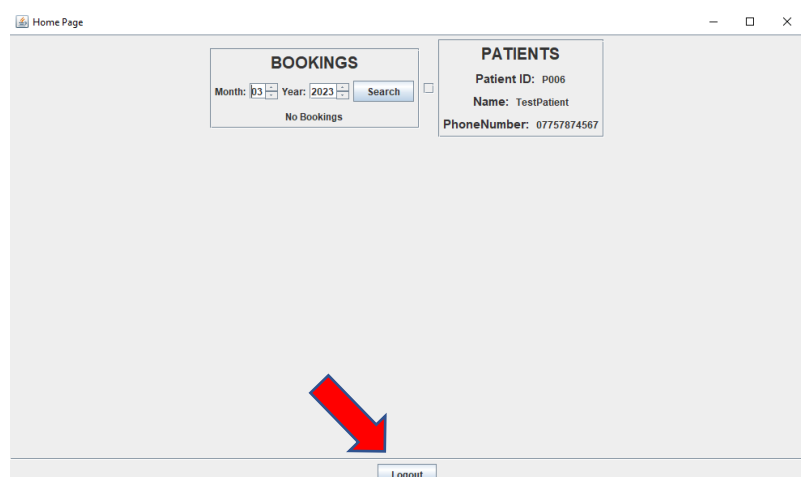 Home Page
BOOKINGS
Month: 03 Year: 2023 Search
No Bookings
PATIENTS
Patient ID: P006
Name: TestPatient
PhoneNumber: 07757874567
Logout